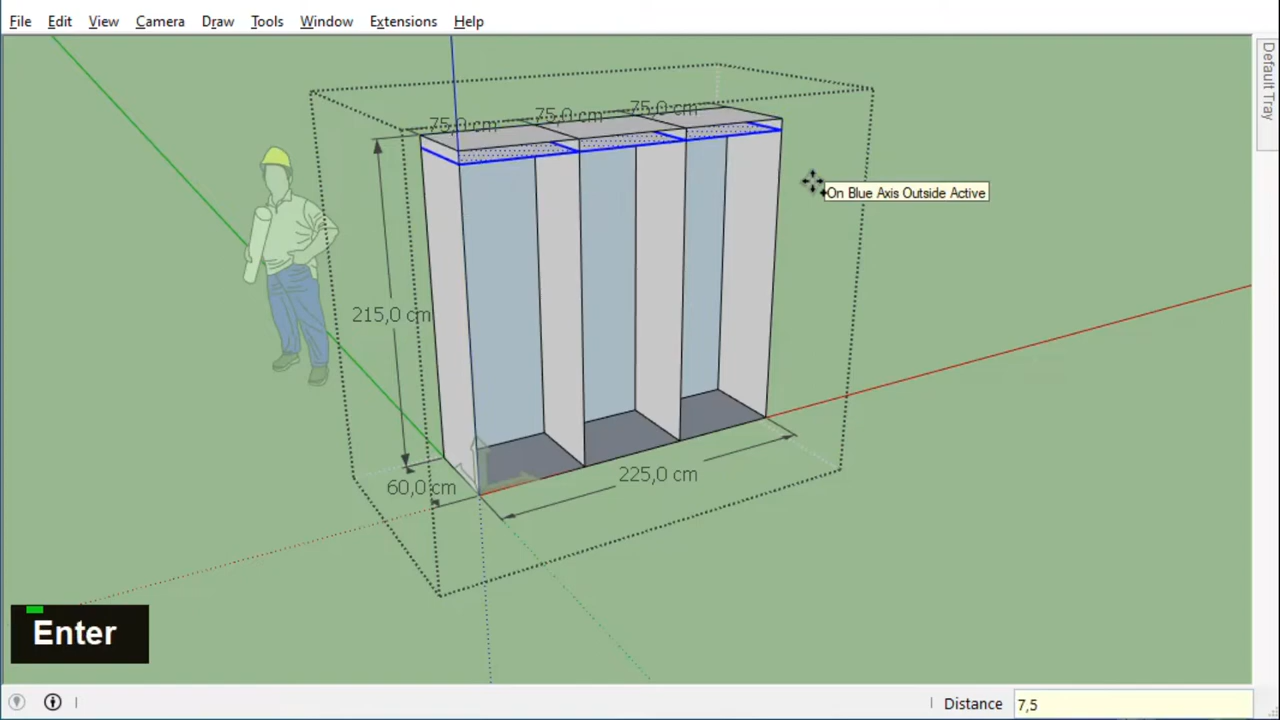 File Edit View Camera Draw Tools Window Extensions Help
Default Tray
75,0 cm 75,0 cm 75,0 cm
On Blue Axis Outside Active
215,0 cm
60,0 cm
225,0 cm
Enter
Distance 7,5